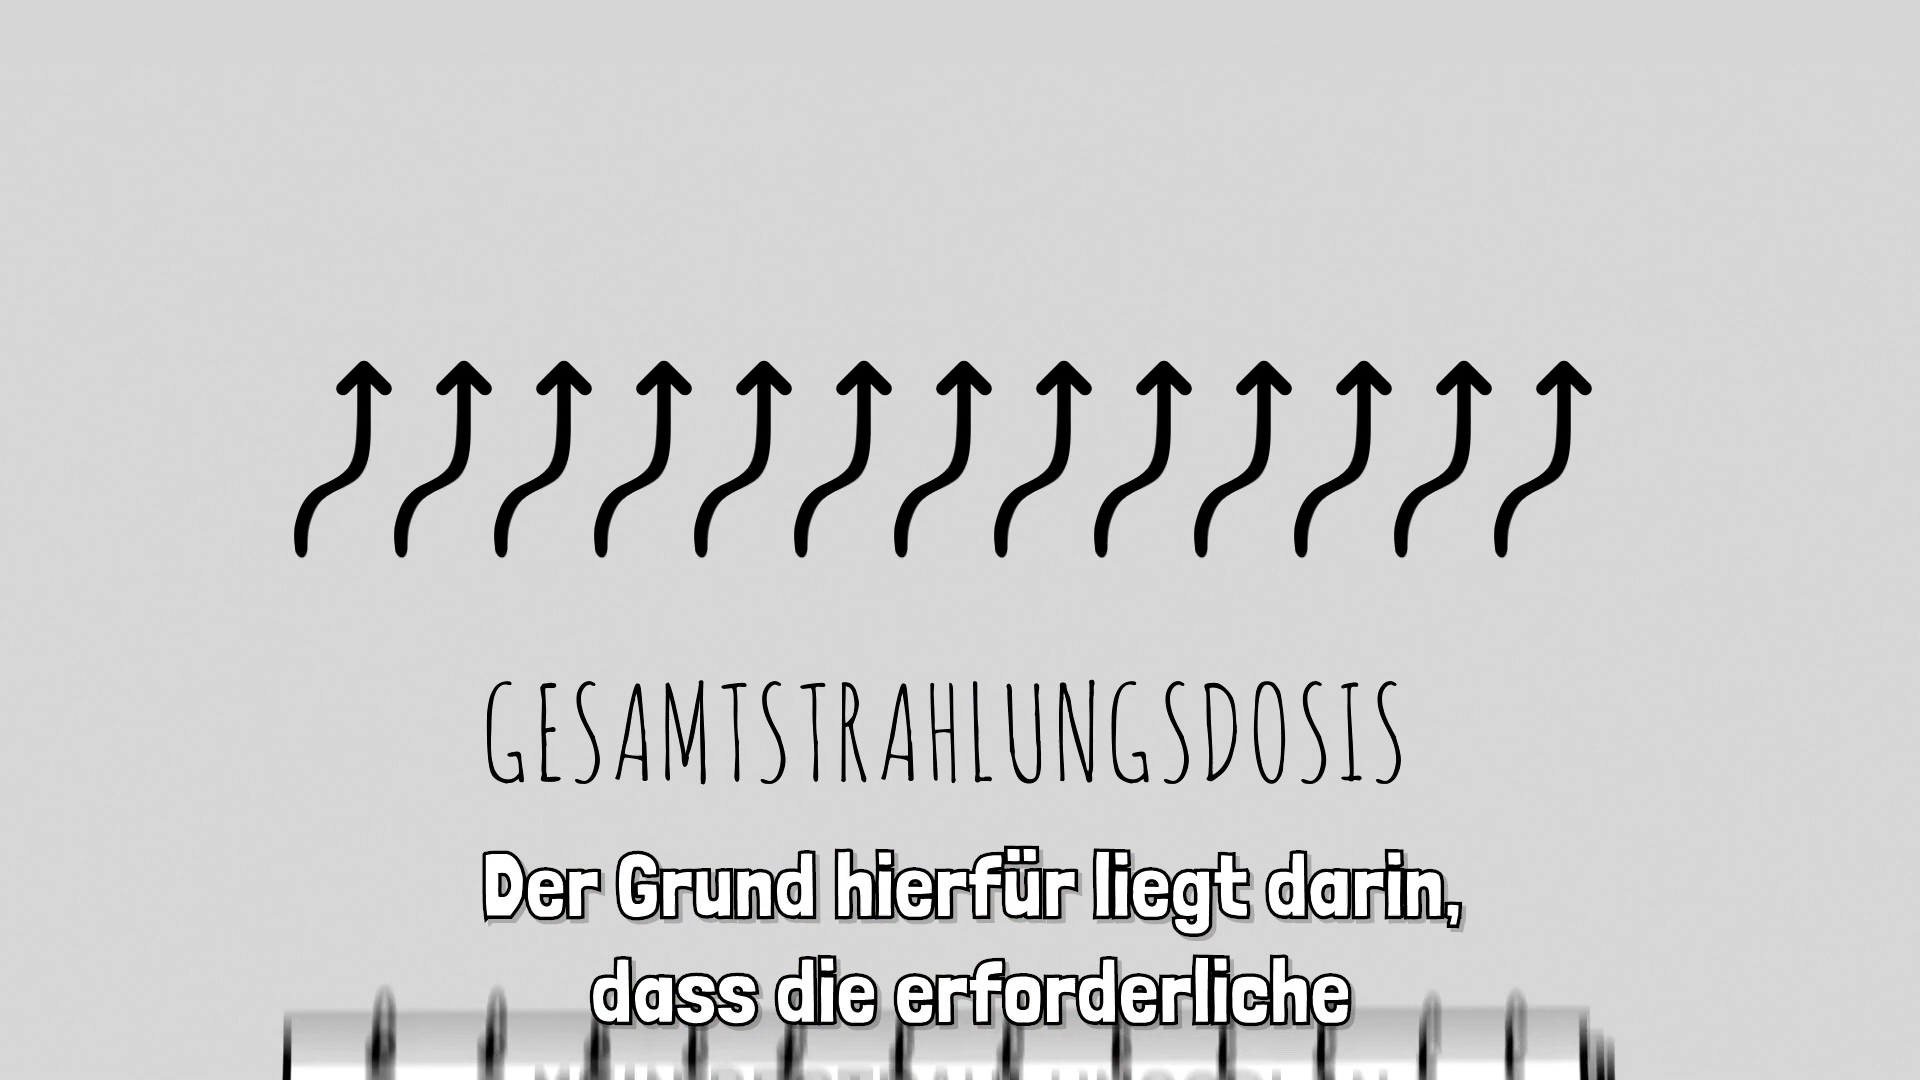 GESAMTSTRAHLUNGSDOSIS
Der Grund hierfür liegt darin,
dass die erforderliche